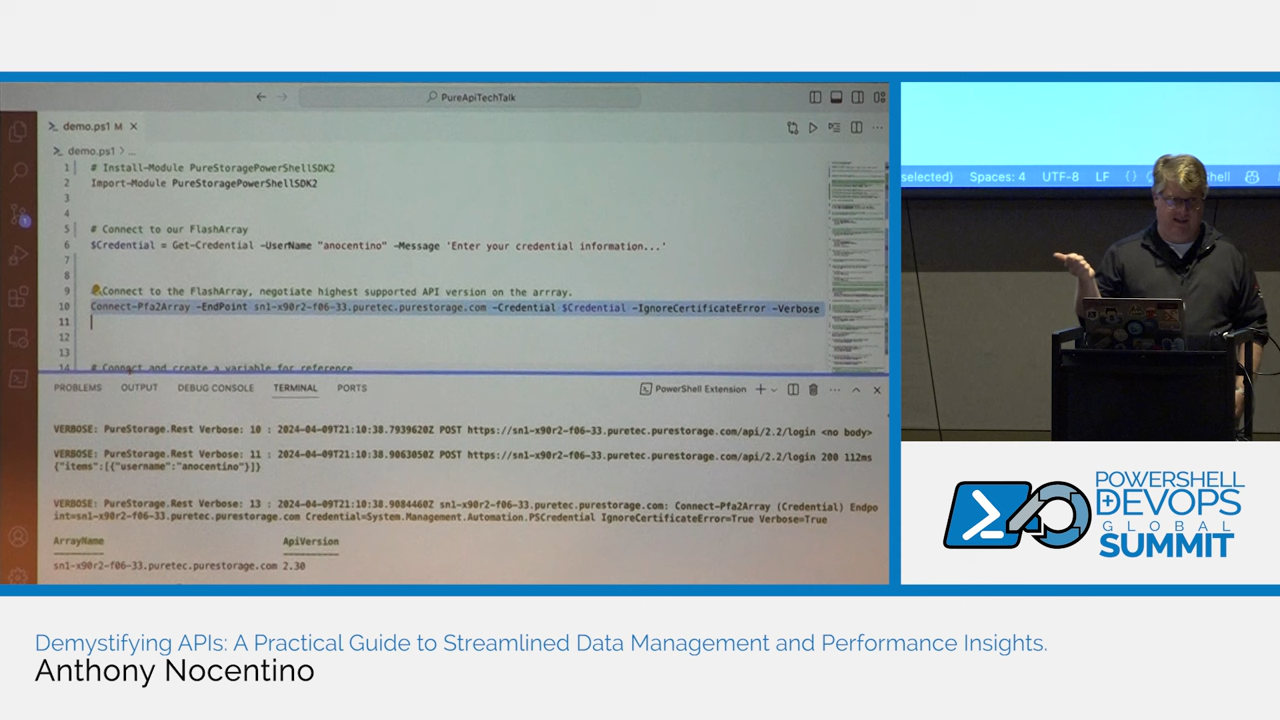 PureApiTechTalk
demo.ps1 M
demo.ps1 > ...
1 # Install-Module PureStoragePowerShellSDK2
2 Import-Module PureStoragePowerShellSDK2
3
4
5 # Connect to our FlashArray
6 $Credential = Get-Credential -UserName "anocentino" -Message 'Enter your credential information...'
7
8
9 Connect to the FlashArray, negotiate highest supported API version on the arrray.
10 Connect-Pfa2Array -EndPoint sn1-x90r2-f06-33.puretec.purestorage.com -Credential $Credential -IgnoreCertificateError -Verbose
11
12
13
14 # Connect and create a variable for reference
PROBLEMS OUTPUT DEBUG CONSOLE TERMINAL PORTS PowerShell Extension
VERBOSE: PureStorage.Rest Verbose: 10 : 2024-04-09T21:10:38.7939620Z POST https://sn1-x90r2-f06-33.puretec.purestorage.com/api/2.2/login <no body>
VERBOSE: PureStorage.Rest Verbose: 11 : 2024-04-09T21:10:38.9063050Z POST https://sn1-x90r2-f06-33.puretec.purestorage.com/api/2.2/login 200 112ms
{"items":[{"username":"anocentino"}]}
VERBOSE: PureStorage.Rest Verbose: 13 : 2024-04-09T21:10:38.9084460Z sn1-x90r2-f06-33.puretec.purestorage.com: Connect-Pfa2Array (Credential) Endpo
int=sn1-x90r2-f06-33.puretec.purestorage.com Credential=System.Management.Automation.PSCredential IgnoreCertificateError=True Verbose=True
ArrayName ApiVersion
sn1-x90r2-f06-33.puretec.purestorage.com 2.30
selected) Spaces: 4 UTF-8 LF {} shell
POWERSHELL
DEVOPS
GLOBAL
SUMMIT
Demystifying APIs: A Practical Guide to Streamlined Data Management and Performance Insights.
Anthony Nocentino